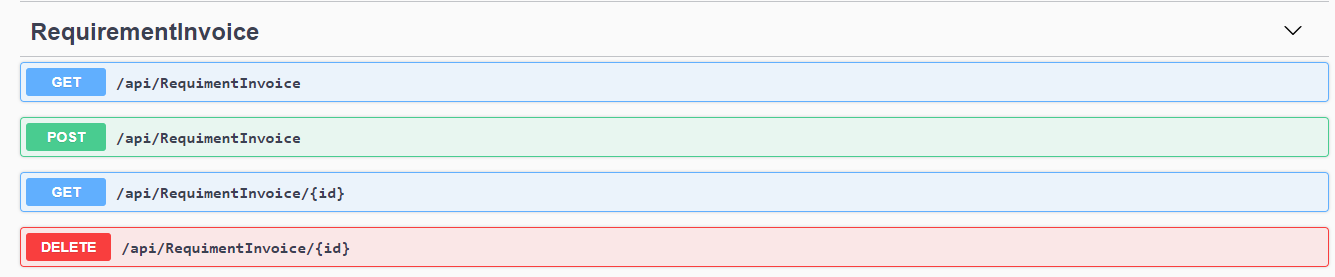 RequirementInvoice
GET /api/RequimentInvoice
POST /api/RequimentInvoice
GET /api/RequimentInvoice/{id}
DELETE /api/RequimentInvoice/{id}